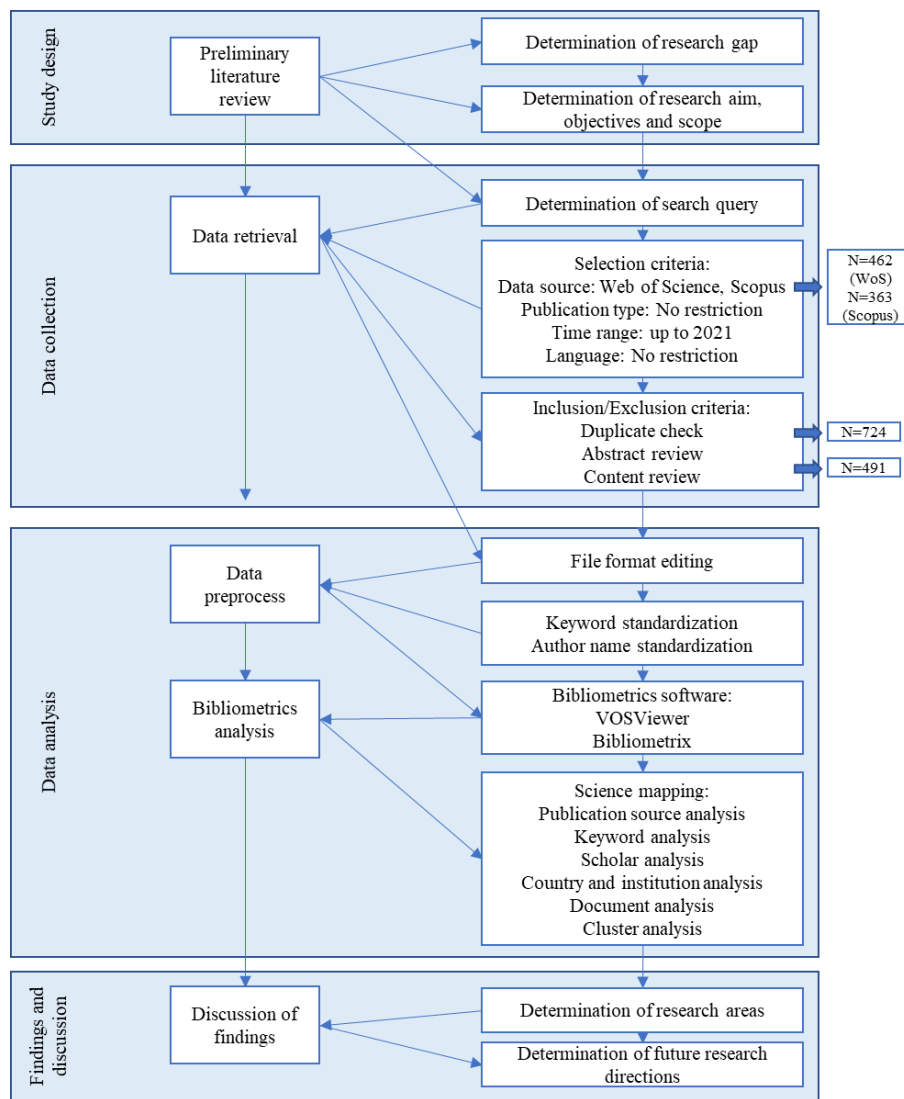 Study design
Preliminary
literature
review
Determination of research gap
Determination of research aim,
objectives and scope
Data collection
Data retrieval
Determination of search query
Selection criteria:
Data source: Web of Science, Scopus
Publication type: No restriction
Time range: up to 2021
Language: No restriction
N=462
(WoS)
N=363
(Scopus)
Inclusion/Exclusion criteria:
Duplicate check
Abstract review
Content review
N=724
N=491
Data analysis
Data
preprocess
File format editing
Keyword standardization
Author name standardization
Bibliometrics
analysis
Bibliometrics software:
VOSViewer
Bibliometrix
Science mapping:
Publication source analysis
Keyword analysis
Scholar analysis
Country and institution analysis
Document analysis
Cluster analysis
Findings and
discussion
Discussion of
findings
Determination of research areas
Determination of future research
directions